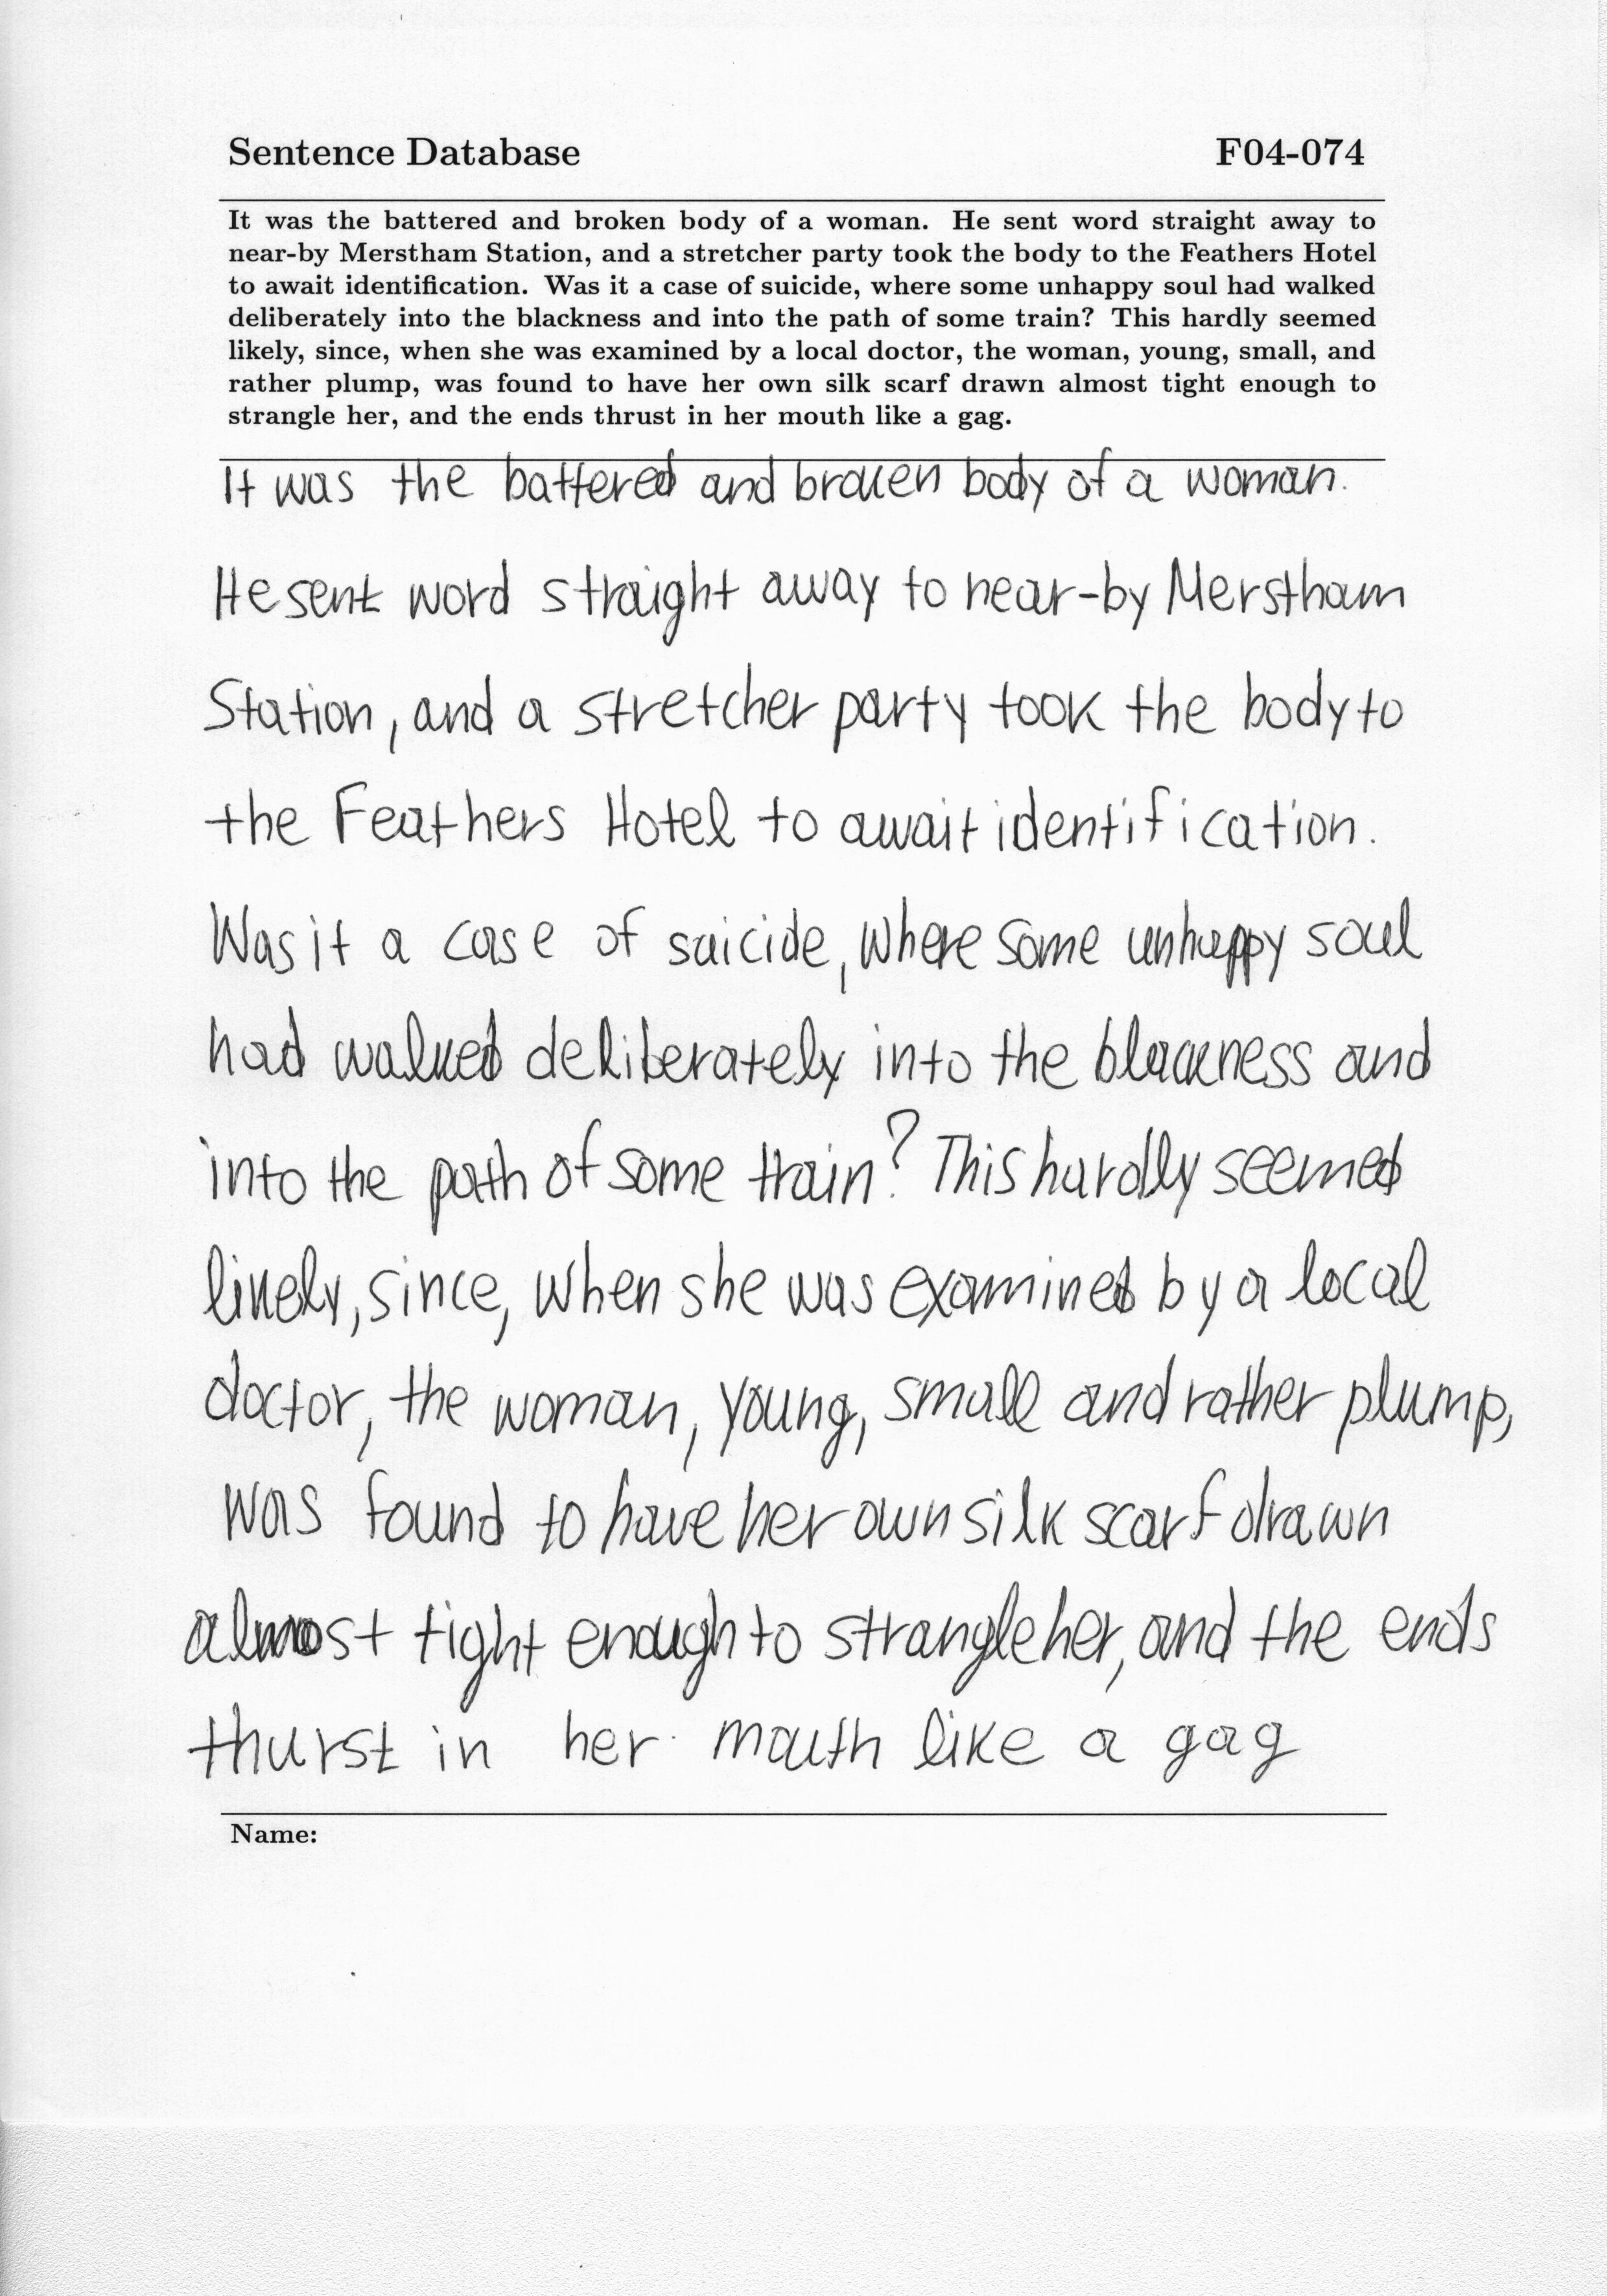 Sentence Database F04-074
It was the battered and broken body of a woman. He sent word straight away to
near-by Merstham Station, and a stretcher party took the body to the Feathers Hotel
to await identification. Was it a case of suicide, where some unhappy soul had walked
deliberately into the blackness and into the path of some train? This hardly seemed
likely, since, when she was examined by a local doctor, the woman, young, small, and
rather plump, was found to have her own silk scarf drawn almost tight enough to
strangle her, and the ends thrust in her mouth like a gag.
It was the battered and broken body of a woman.
He sent word straight away to near-by Merstham
Station, and a stretcher party took the body to
the Feathers Hotel to await identification.
Was it a case of suicide, where some unhappy soul
had walked deliberately into the blackness and
into the path of some train? This hardly seemed
likely, since, when she was examined by a local
doctor, the woman, young, small and rather plump,
was found to have her own silk scarf drawn
almost tight enough to strangle her, and the ends
thurst in her mouth like a gag
Name: